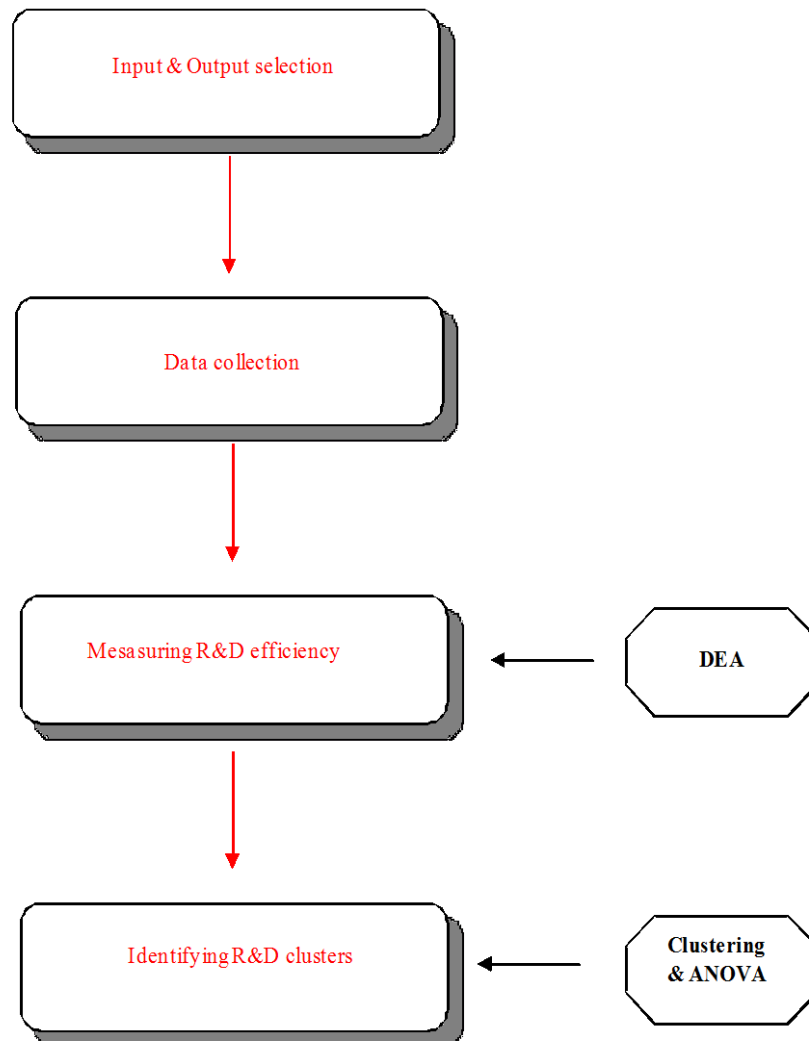 Input & Output selection
Data collection
Mesasuring R&D efficiency
DEA
Identifying R&D clusters
Clustering
& ANOVA